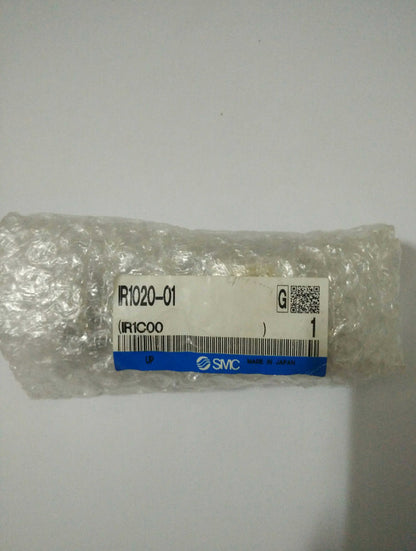 IR1020-01
G
(IR1C00 ) 1
UP SMC MADE IN JAPAN